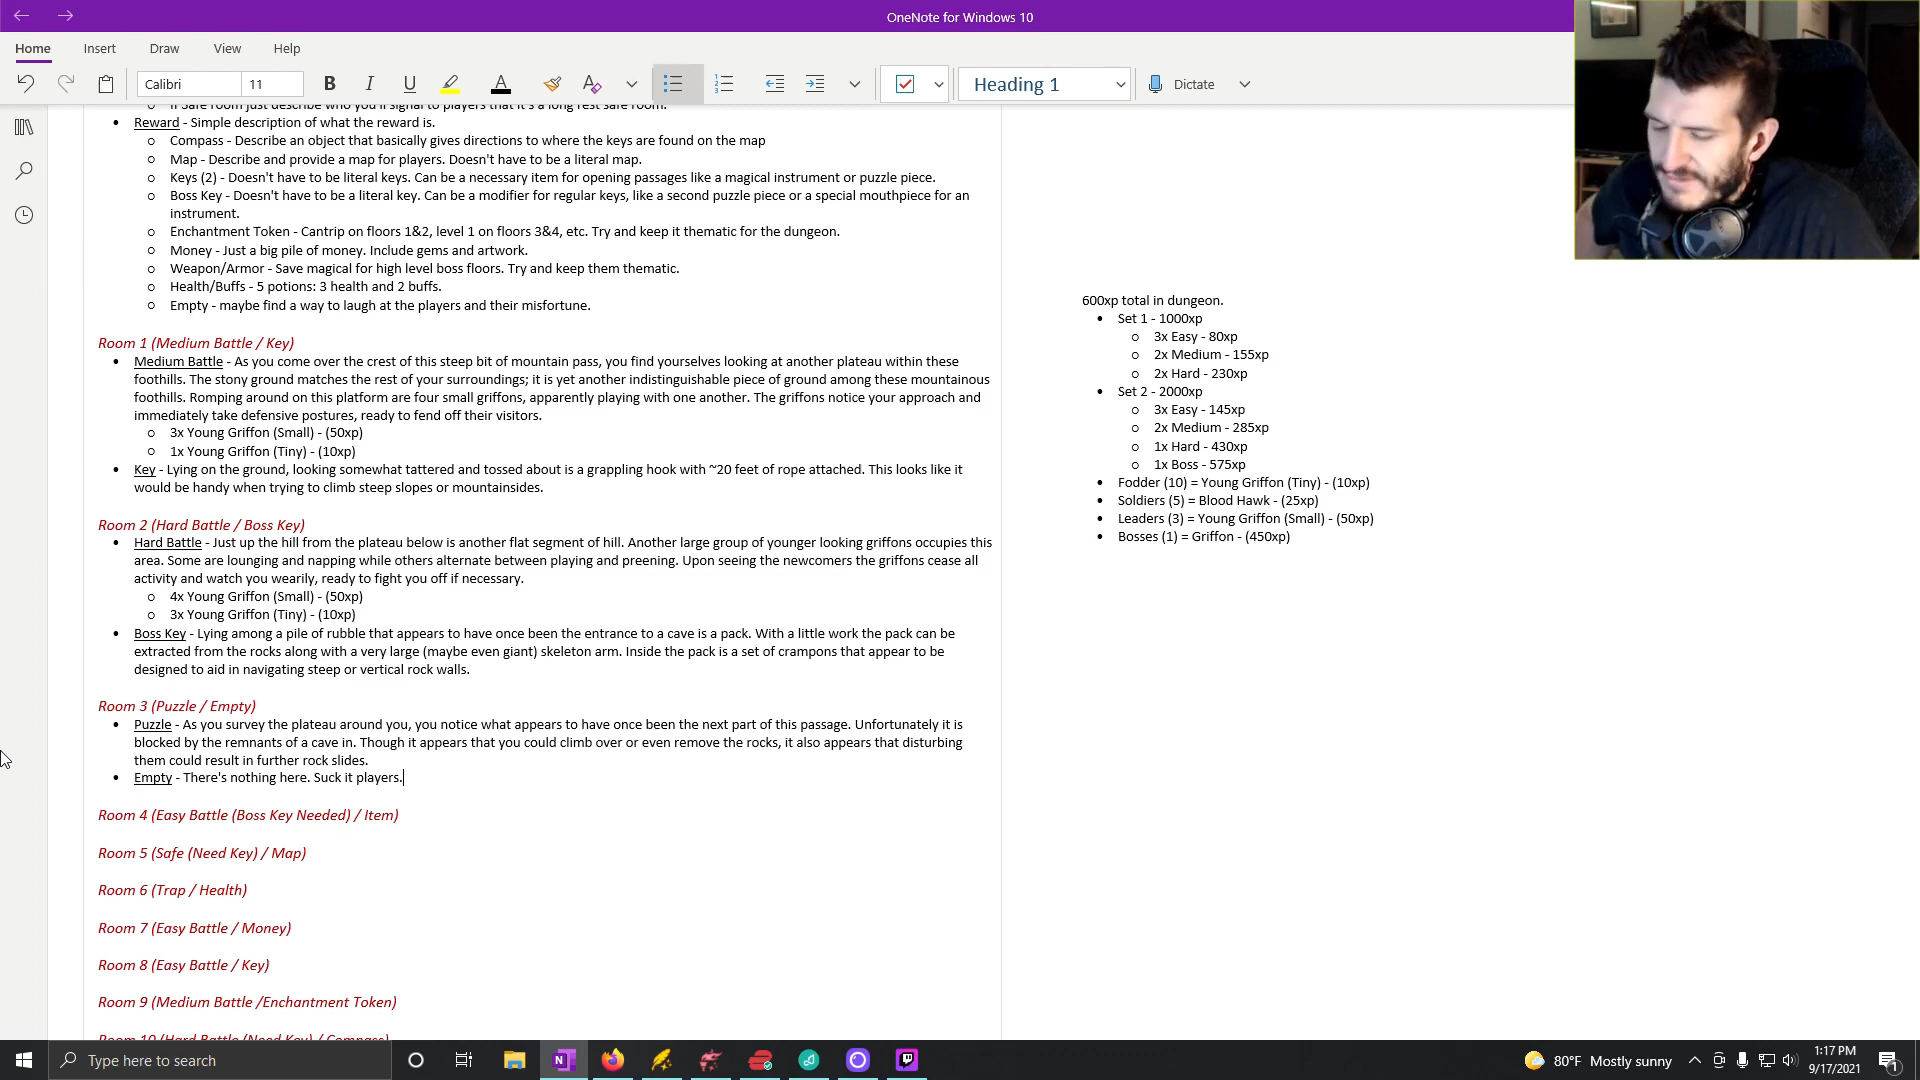 OneNote for Windows 10
Home
Insert
Draw
View
Help
Calibri
11
B
I
U
A
A
Heading 1
Dictate
If Safe room just describe who you'll signal to players that it's a long rest safe room.
Reward - Simple description of what the reward is.
Compass - Describe an object that basically gives directions to where the keys are found on the map
Map - Describe and provide a map for players. Doesn't have to be a literal map.
Keys (2) - Doesn't have to be literal keys. Can be a necessary item for opening passages like a magical instrument or puzzle piece.
Boss Key - Doesn't have to be a literal key. Can be a modifier for regular keys, like a second puzzle piece or a special mouthpiece for an
instrument.
Enchantment Token - Cantrip on floors 1&2, level 1 on floors 3&4, etc. Try and keep it thematic for the dungeon.
Money - Just a big pile of money. Include gems and artwork.
Weapon/Armor - Save magical for high level boss floors. Try and keep them thematic.
Health/Buffs - 5 potions: 3 health and 2 buffs.
Empty - maybe find a way to laugh at the players and their misfortune.
Room 1 (Medium Battle / Key)
Medium Battle - As you come over the crest of this steep bit of mountain pass, you find yourselves looking at another plateau within these
foothills. The stony ground matches the rest of your surroundings; it is yet another indistinguishable piece of ground among these mountainous
foothills. Romping around on this platform are four small griffons, apparently playing with one another. The griffons notice your approach and
immediately take defensive postures, ready to fend off their visitors.
3x Young Griffon (Small) - (50xp)
1x Young Griffon (Tiny) - (10xp)
Key - Lying on the ground, looking somewhat tattered and tossed about is a grappling hook with ~20 feet of rope attached. This looks like it
would be handy when trying to climb steep slopes or mountainsides.
Room 2 (Hard Battle / Boss Key)
Hard Battle - Just up the hill from the plateau below is another flat segment of hill. Another large group of younger looking griffons occupies this
area. Some are lounging and napping while others alternate between playing and preening. Upon seeing the newcomers the griffons cease all
activity and watch you wearily, ready to fight you off if necessary.
4x Young Griffon (Small) - (50xp)
3x Young Griffon (Tiny) - (10xp)
Boss Key - Lying among a pile of rubble that appears to have once been the entrance to a cave is a pack. With a little work the pack can be
extracted from the rocks along with a very large (maybe even giant) skeleton arm. Inside the pack is a set of crampons that appear to be
designed to aid in navigating steep or vertical rock walls.
Room 3 (Puzzle / Empty)
Puzzle - As you survey the plateau around you, you notice what appears to have once been the next part of this passage. Unfortunately it is
blocked by the remnants of a cave in. Though it appears that you could climb over or even remove the rocks, it also appears that disturbing
them could result in further rock slides.
Empty - There's nothing here. Suck it players.
Room 4 (Easy Battle (Boss Key Needed) / Item)
Room 5 (Safe (Need Key) / Map)
Room 6 (Trap / Health)
Room 7 (Easy Battle / Money)
Room 8 (Easy Battle / Key)
Room 9 (Medium Battle /Enchantment Token)
Room 10 (Hard Battle (Need Key) / Compass)
600xp total in dungeon.
Set 1 - 1000xp
3x Easy - 80xp
2x Medium - 155xp
2x Hard - 230xp
Set 2 - 2000xp
3x Easy - 145xp
2x Medium - 285xp
1x Hard - 430xp
1x Boss - 575xp
Fodder (10) = Young Griffon (Tiny) - (10xp)
Soldiers (5) = Blood Hawk - (25xp)
Leaders (3) = Young Griffon (Small) - (50xp)
Bosses (1) = Griffon - (450xp)
Type here to search
80°F Mostly sunny
1:17 PM
9/17/2021
1